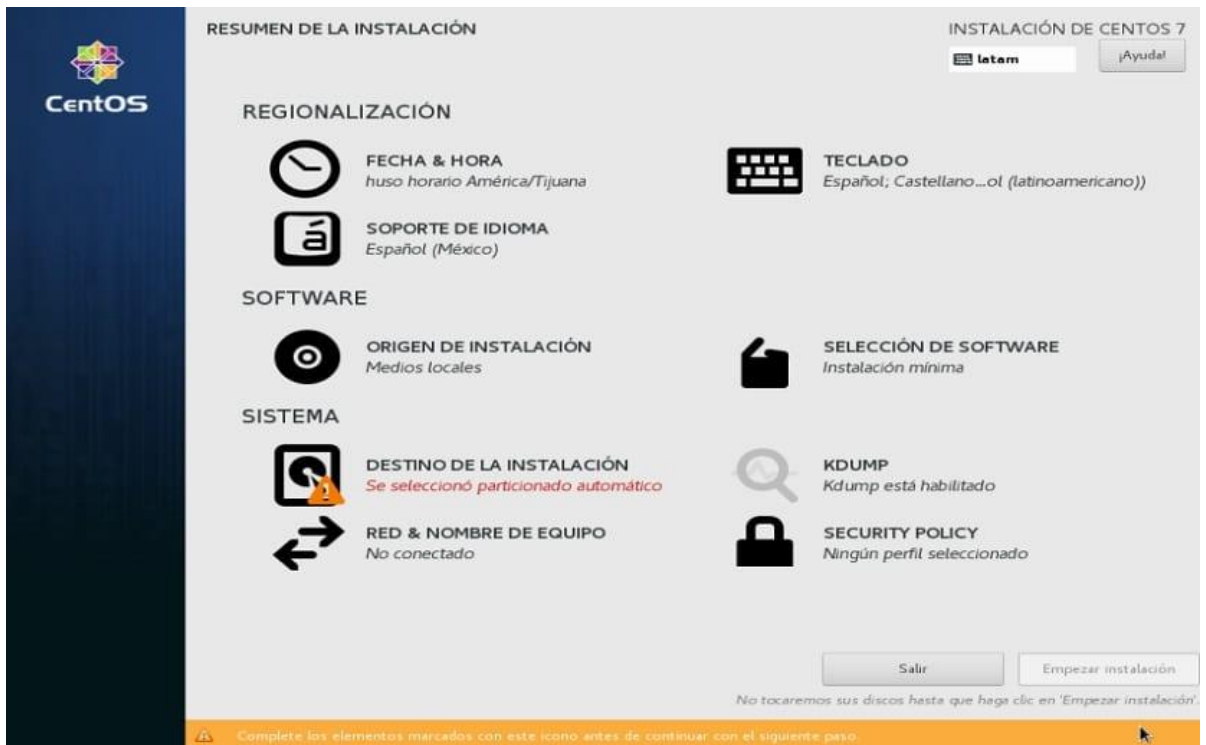 RESUMEN DE LA INSTALACIÓN
INSTALACIÓN DE CENTOS 7
latam
¡Ayuda!
CentOS
REGIONALIZACIÓN
FECHA & HORA
huso horario América/Tijuana
TECLADO
Español; Castellano...ol (latinoamericano))
á
SOPORTE DE IDIOMA
Español (México)
SOFTWARE
ORIGEN DE INSTALACIÓN
Medios locales
SELECCIÓN DE SOFTWARE
Instalación mínima
SISTEMA
DESTINO DE LA INSTALACIÓN
Se seleccionó particionado automático
KDUMP
Kdump está habilitado
RED & NOMBRE DE EQUIPO
No conectado
SECURITY POLICY
Ningún perfil seleccionado
Salir
Empezar instalación
No tocaremos sus discos hasta que haga clic en 'Empezar instalación'.
Complete los elementos marcados con este icono antes de continuar con el siguiente paso.